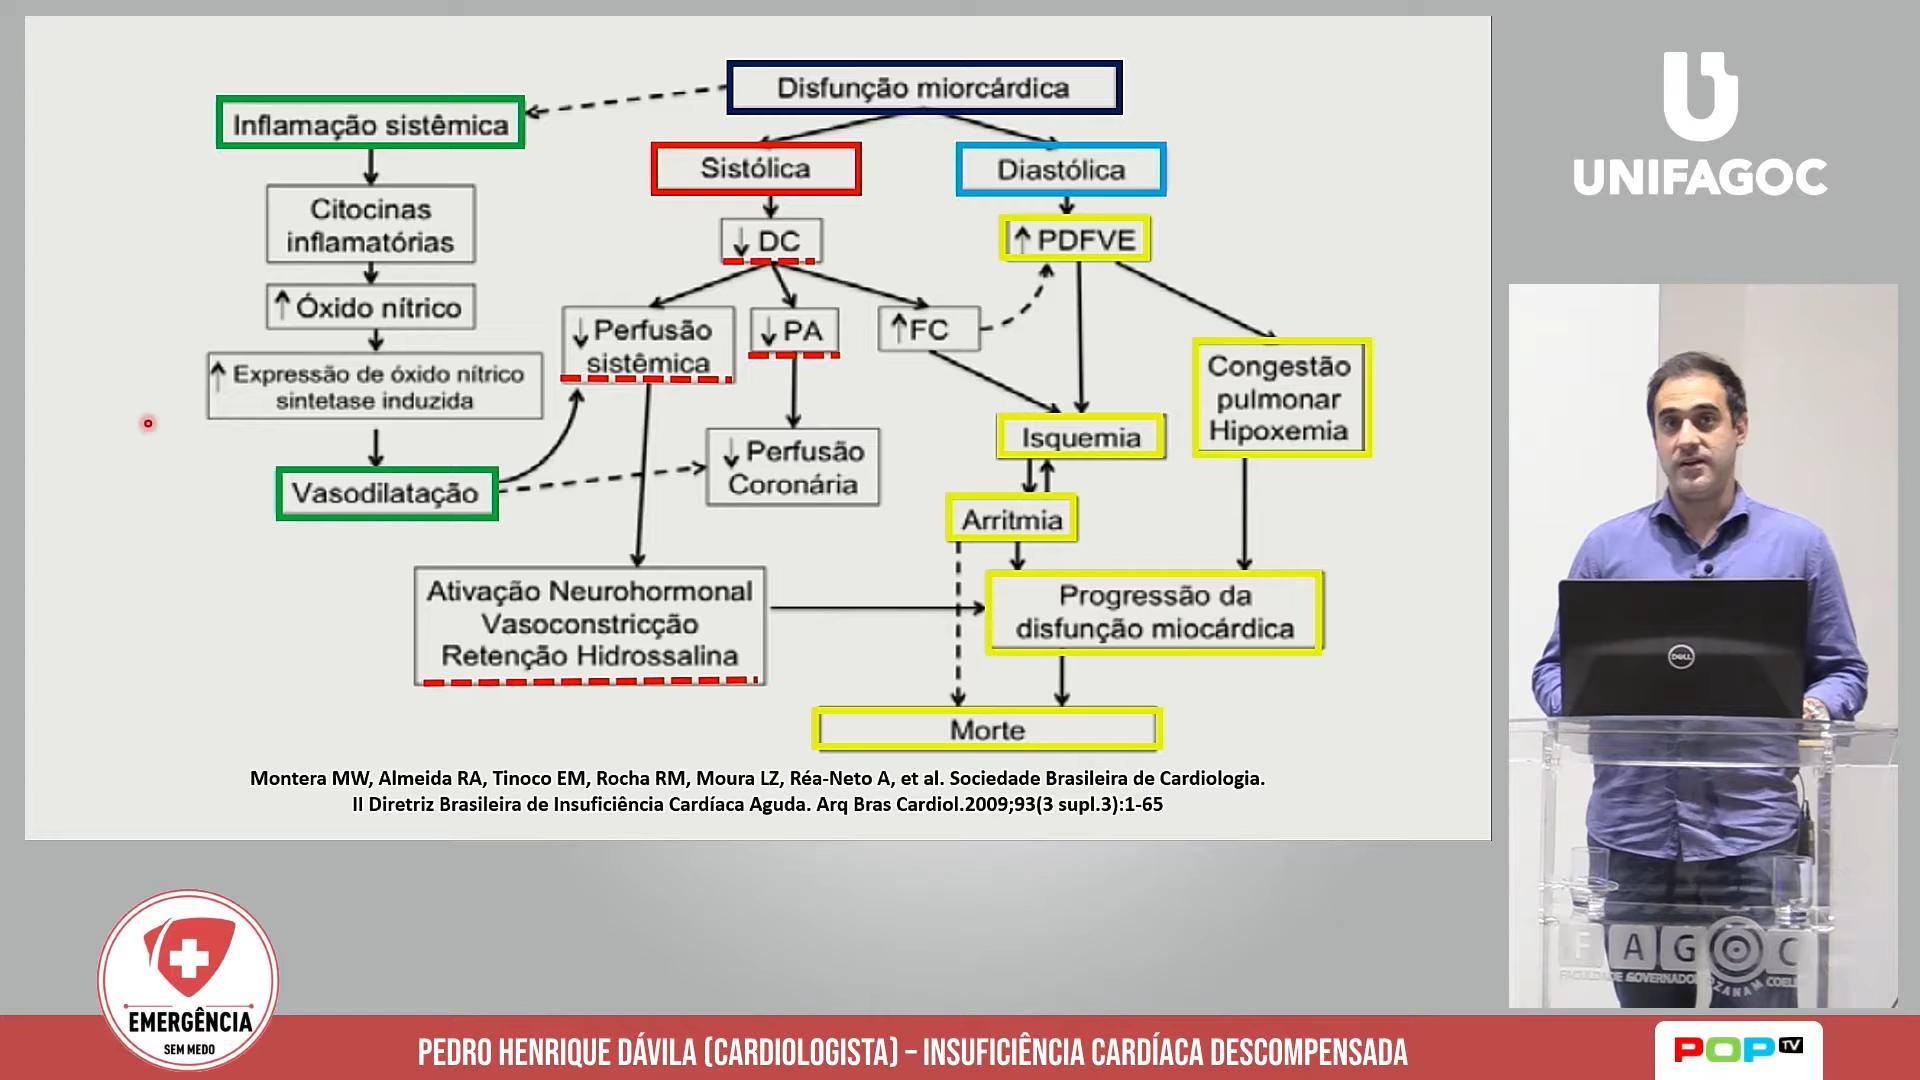 Disfunção miorcárdica
Inflamação sistêmica
Sistólica
Diastólica
Citocinas
inflamatórias
↓ DC
↑ PDFVE
↑ Óxido nítrico
↓ Perfusão
sistêmica
↓ PA
↑ FC
↑ Expressão de óxido nítrico
sintetase induzida
Congestão
pulmonar
Hipoxemia
Isquemia
↓ Perfusão
Coronária
Vasodilatação
Arritmia
Ativação Neurohormonal
Vasoconstricção
Retenção Hidrossalina
Progressão da
disfunção miocárdica
Morte
Montera MW, Almeida RA, Tinoco EM, Rocha RM, Moura LZ, Réa-Neto A, et al. Sociedade Brasileira de Cardiologia.
II Diretriz Brasileira de Insuficiência Cardíaca Aguda. Arq Bras Cardiol.2009;93(3 supl.3):1-65
UNIFAGOC
DELL
FAGOC
EMERGÊNCIA
SEM MEDO
PEDRO HENRIQUE DÁVILA (CARDIOLOGISTA) – INSUFICIÊNCIA CARDÍACA DESCOMPENSADA
POP TV